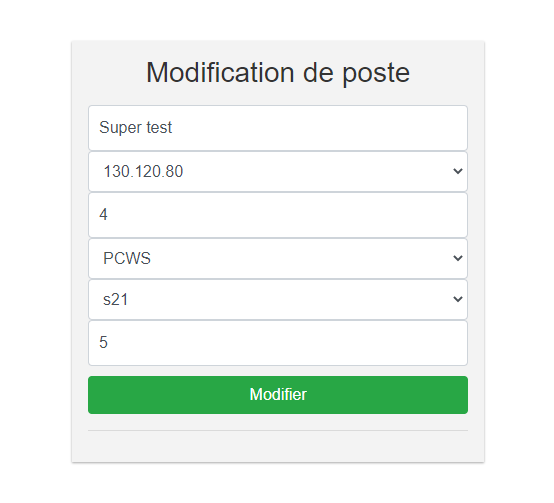 Modification de poste
Super test
130.120.80
4
PCWS
s21
5
Modifier